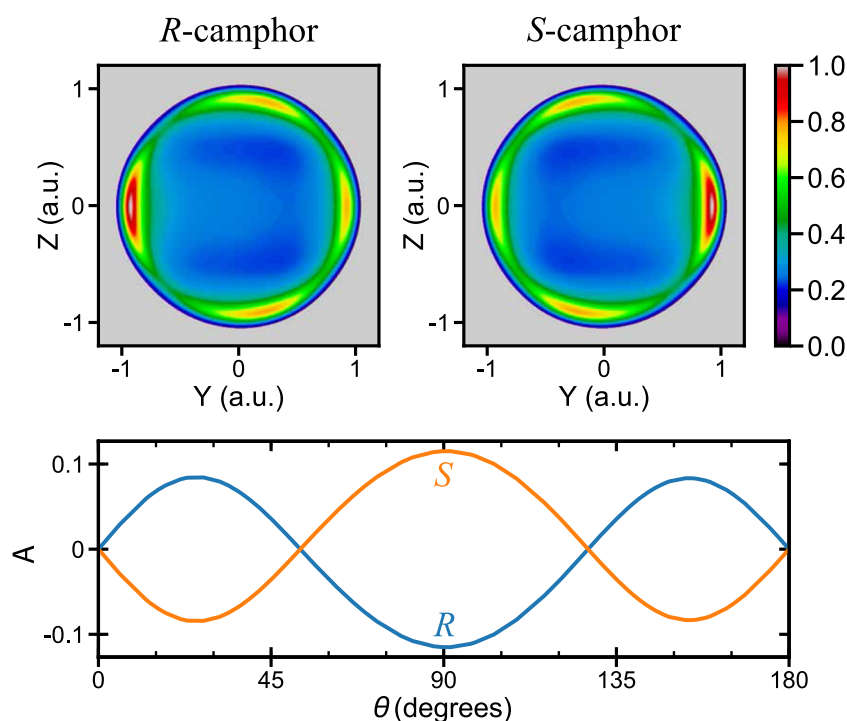 R-camphor S-camphor
1 1 1.0
0.8
Z (a.u.) 0 Z (a.u.) 0 0.6
0.4
0.2
-1 -1 0.0
-1 0 1 -1 0 1
Y (a.u.) Y (a.u.)
0.1
S
A 0
R
-0.1
0 45 90 135 180
θ (degrees)